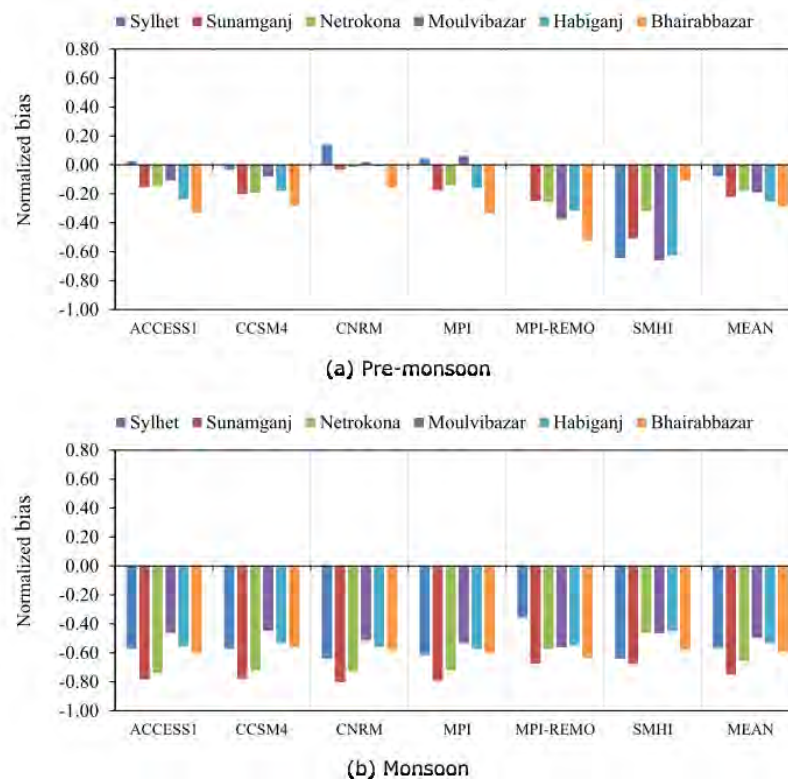 Sylhet Sunamganj Netrokona Moulvibazar Habiganj Bhairabbazar
Normalized bias
0.80
0.60
0.40
0.20
0.00
-0.20
-0.40
-0.60
-0.80
-1.00
ACCESS1 CCSM4 CNRM MPI MPI-REMO SMHI MEAN
(a) Pre-monsoon
Sylhet Sunamganj Netrokona Moulvibazar Habiganj Bhairabbazar
Normalized bias
0.80
0.60
0.40
0.20
0.00
-0.20
-0.40
-0.60
-0.80
-1.00
ACCESS1 CCSM4 CNRM MPI MPI-REMO SMHI MEAN
(b) Monsoon